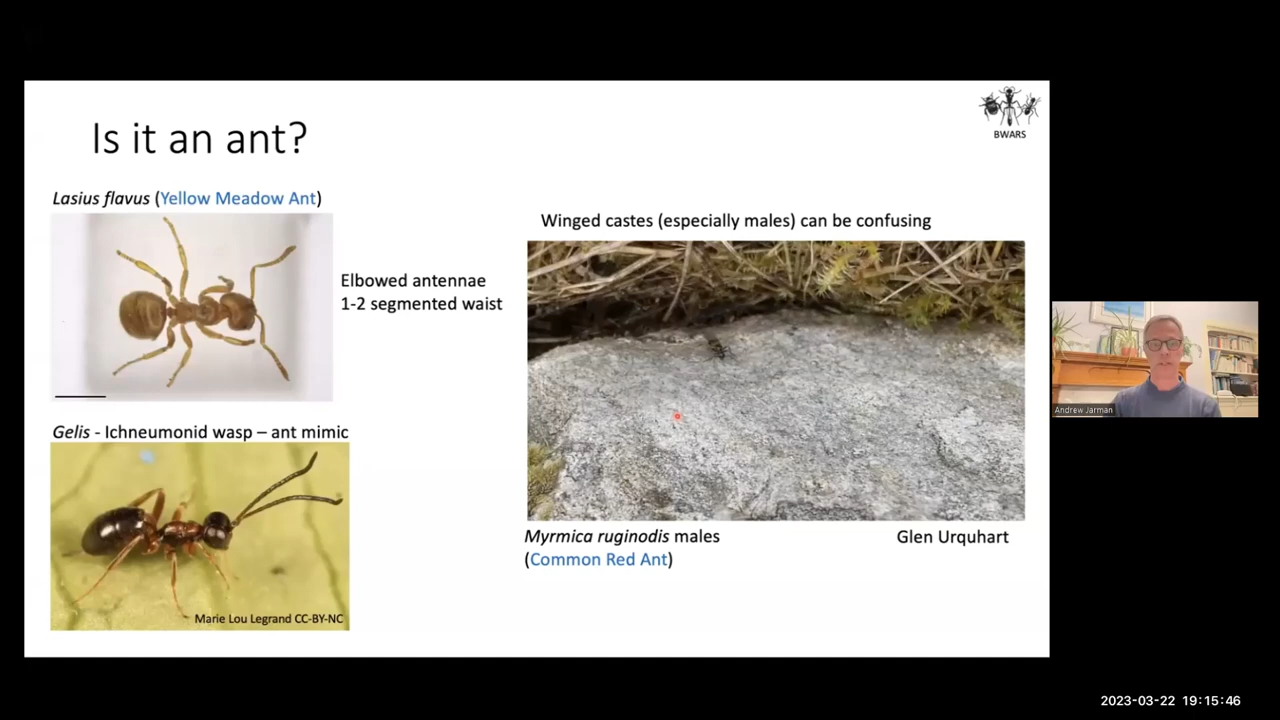 BWARS
Is it an ant?
Lasius flavus (Yellow Meadow Ant)
Elbowed antennae
1-2 segmented waist
Gelis - Ichneumonid wasp – ant mimic
Marie Lou Legrand CC-BY-NC
Winged castes (especially males) can be confusing
Myrmica ruginodis males
(Common Red Ant)
Glen Urquhart
Andrew Jarman
2023-03-22 19:15:46